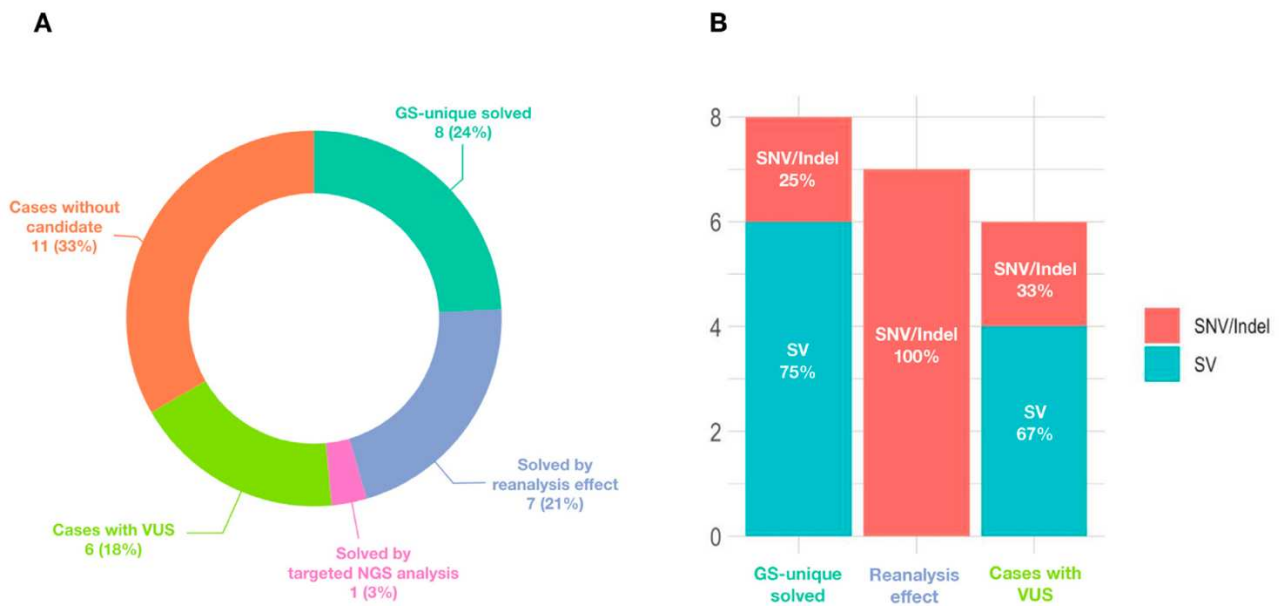 A
GS-unique solved
8 (24%)
Cases without
candidate
11 (33%)
Solved by
reanalysis effect
7 (21%)
Cases with VUS
6 (18%)
Solved by
targeted NGS analysis
1 (3%)
B
8
6
4
2
0
SNV/Indel
25%
SV
75%
SNV/Indel
100%
SNV/Indel
33%
SV
67%
GS-unique
solved
Reanalysis
effect
Cases with
VUS
SNV/Indel
SV